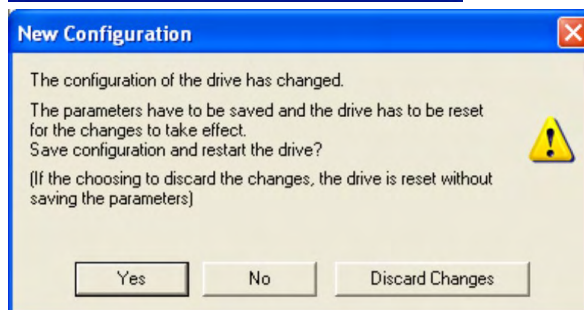 New Configuration
The configuration of the drive has changed.
The parameters have to be saved and the drive has to be reset
for the changes to take effect.
Save configuration and restart the drive?
(If the choosing to discard the changes, the drive is reset without
saving the parameters)
Yes No Discard Changes